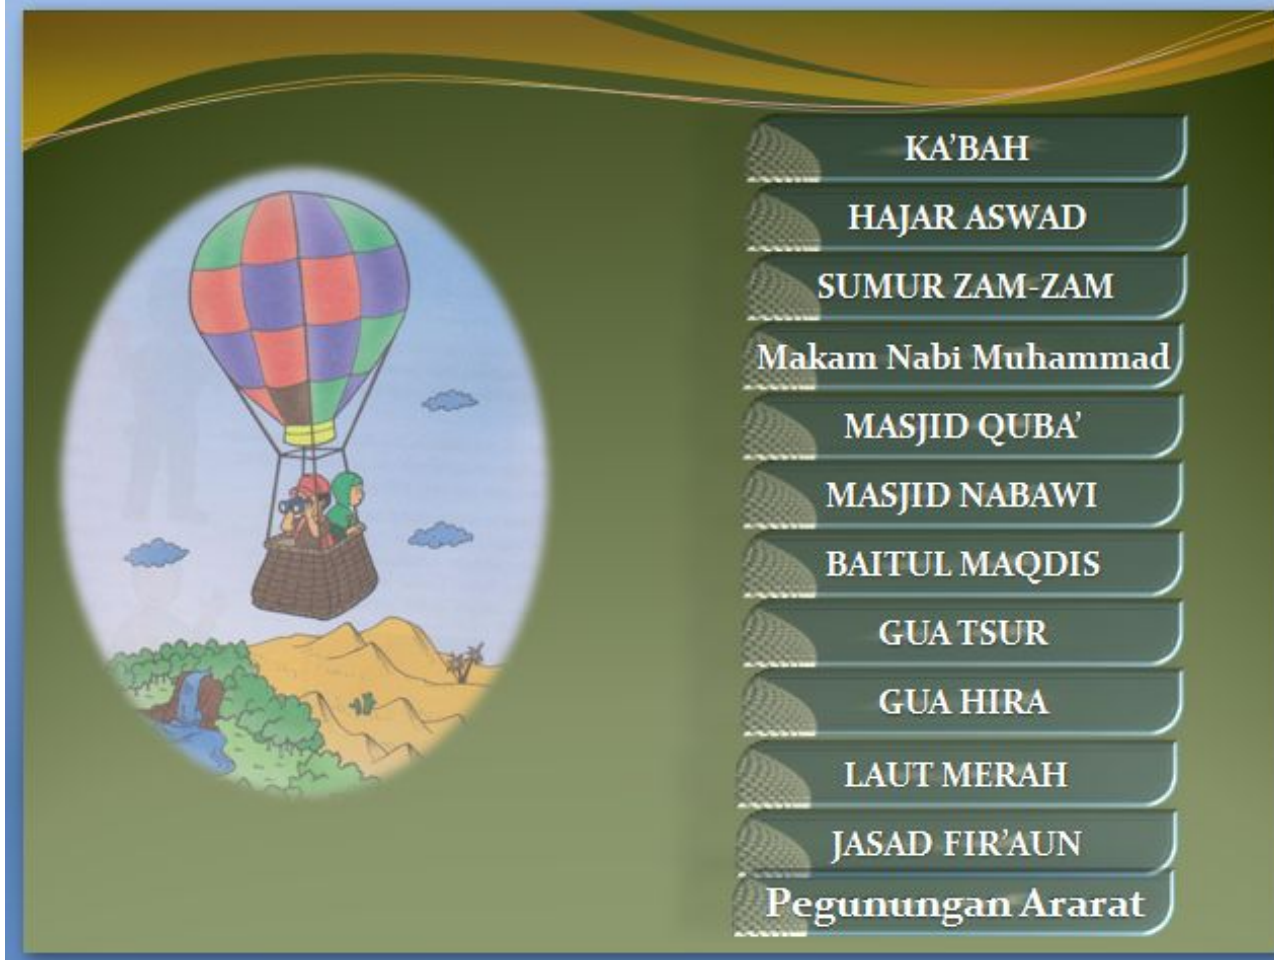 KA’BAH
HAJAR ASWAD
SUMUR ZAM-ZAM
Makam Nabi Muhammad
MASJID QUBA’
MASJID NABAWI
BAITUL MAQDIS
GUA TSUR
GUA HIRA
LAUT MERAH
JASAD FIR’AUN
Pegunungan Ararat